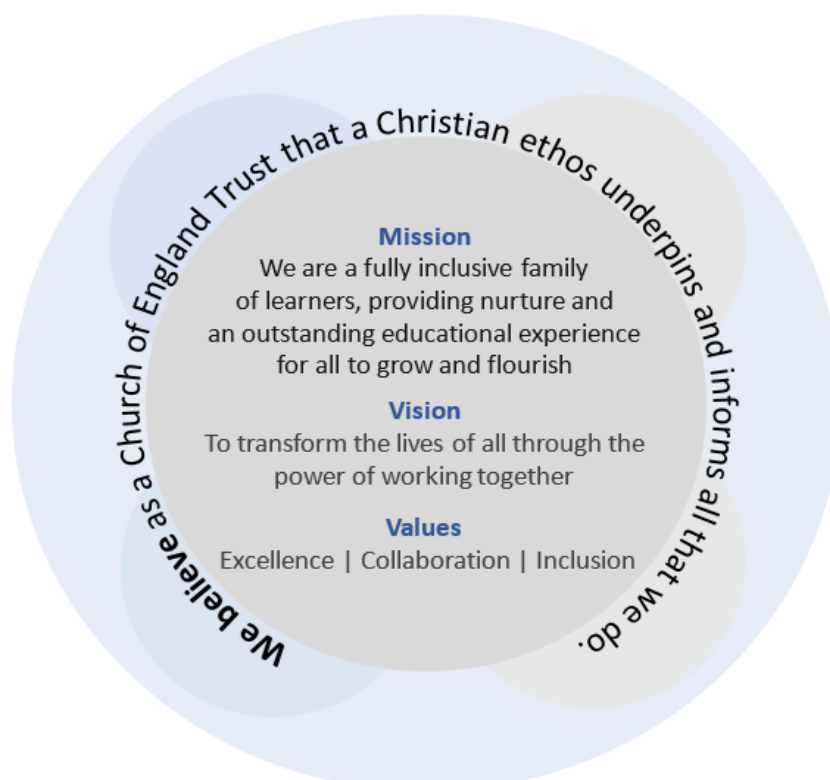 We believe as a Church of England Trust that a Christian ethos underpins and informs all that we do.
Mission
We are a fully inclusive family
of learners, providing nurture and
an outstanding educational experience
for all to grow and flourish
Vision
To transform the lives of all through the
power of working together
Values
Excellence | Collaboration | Inclusion